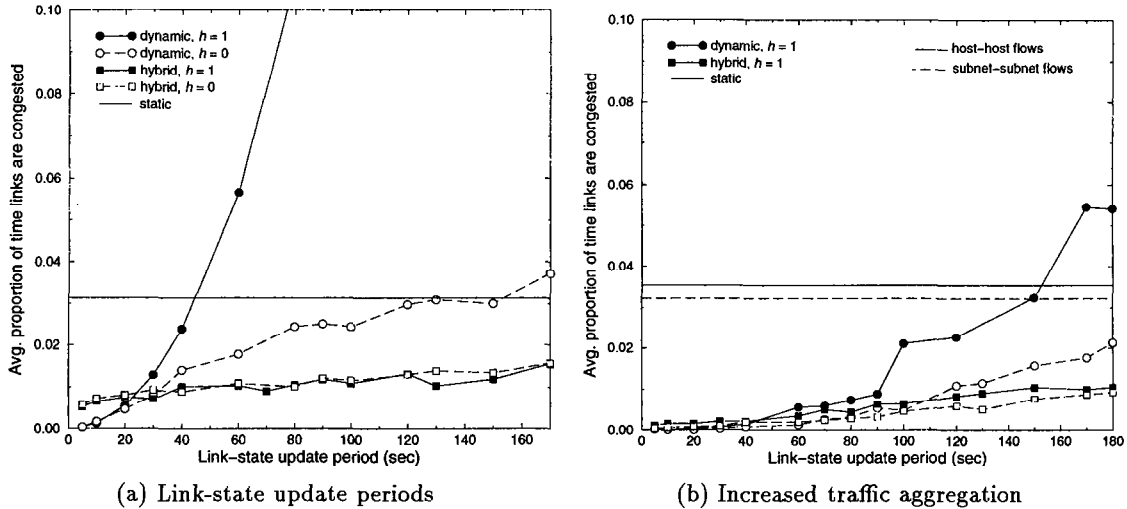 0.10
0.08
0.06
0.04
0.02
0.00
0
20
40
60
80
100
120
140
160
Avg. proportion of time links are congested
Link-state update period (sec)
dynamic, h = 1
dynamic, h = 0
hybrid, h = 1
hybrid, h = 0
static
(a) Link-state update periods
0.10
0.08
0.06
0.04
0.02
0.00
0
20
40
60
80
100
120
140
160
180
Avg. proportion of time links are congested
Link-state update period (sec)
dynamic, h = 1
hybrid, h = 1
static
host-host flows
subnet-subnet flows
(b) Increased traffic aggregation